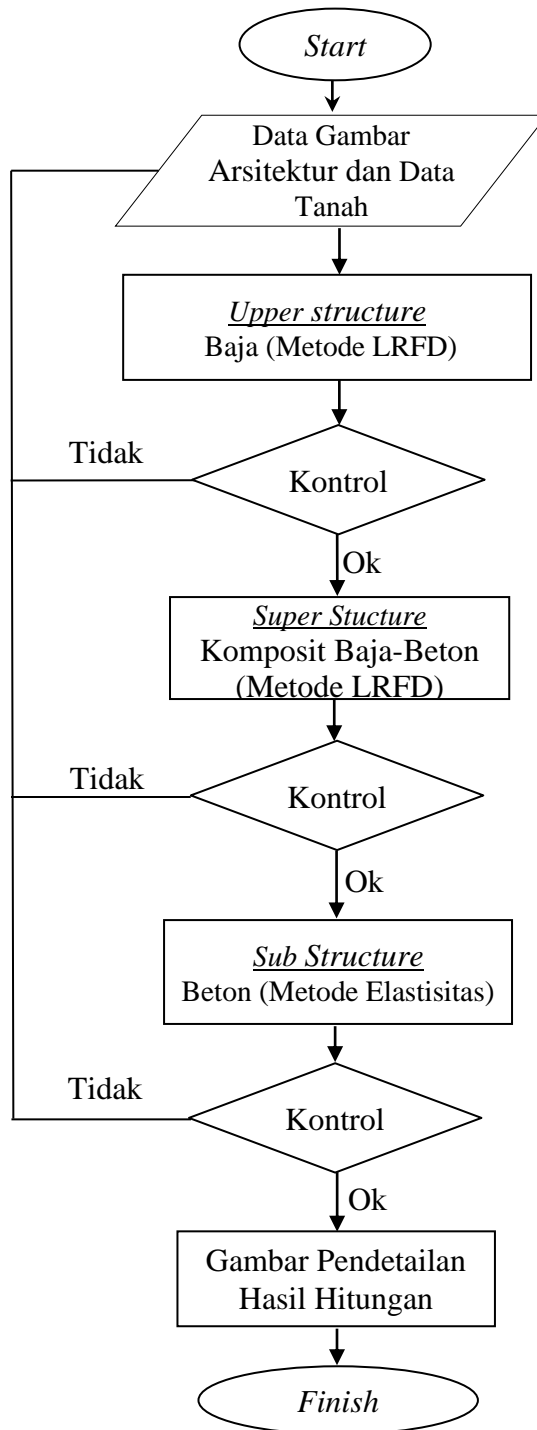 Start
Data Gambar
Arsitektur dan Data
Tanah
Upper structure
Baja (Metode LRFD)
Tidak
Kontrol
Ok
Super Stucture
Komposit Baja-Beton
(Metode LRFD)
Tidak
Kontrol
Ok
Sub Structure
Beton (Metode Elastisitas)
Tidak
Kontrol
Ok
Gambar Pendetailan
Hasil Hitungan
Finish